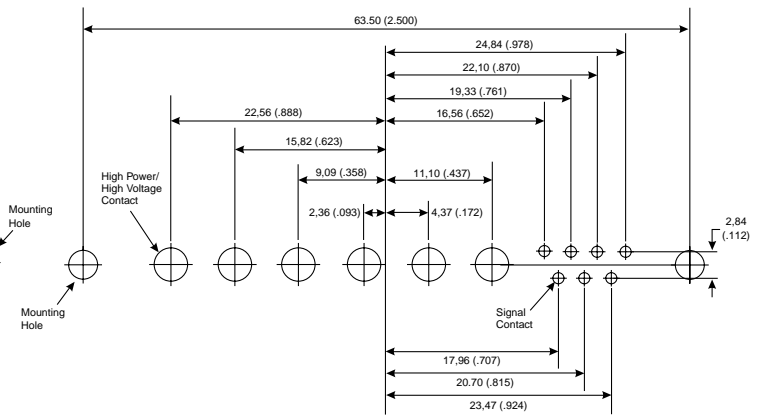 63.50 (2.500)
24,84 (.978)
22,10 (.870)
19,33 (.761)
22,56 (.888)
16,56 (.652)
15,82 (.623)
High Power/
High Voltage
Contact
9,09 (.358)
11,10 (.437)
Mounting
Hole
2,36 (.093)
4,37 (.172)
2,84
(.112)
Mounting
Hole
Signal
Contact
17,96 (.707)
20.70 (.815)
23,47 (.924)